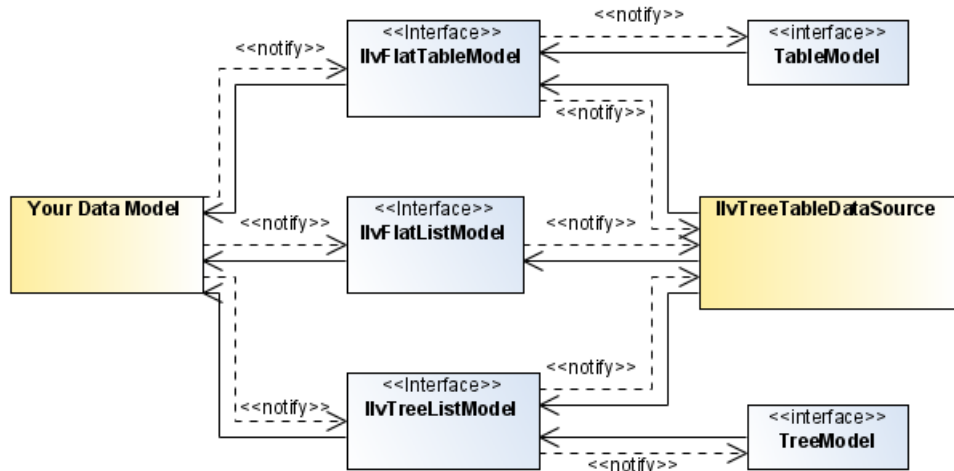 <<notify>>
<<Interface>>
IlvFlatTableModel
<<notify>>
<<interface>>
TableModel
<<notify>>
Your Data Model
<<notify>>
<<Interface>>
IlvFlatListModel
<<notify>>
IlvTreeTableDataSource
<<notify>>
<<Interface>>
IlvTreeListModel
<<notify>>
<<interface>>
TreeModel
<<notify>>